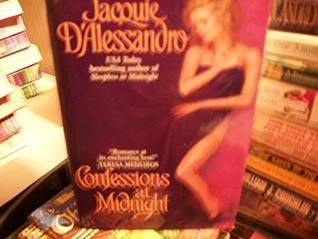 Jacquie
D'Alessandro
USA Today
bestselling author of
Sleepless at Midnight
"Romance at
its enchanting best!"
TERESA MEDEIROS
Confessions
at
Midnight